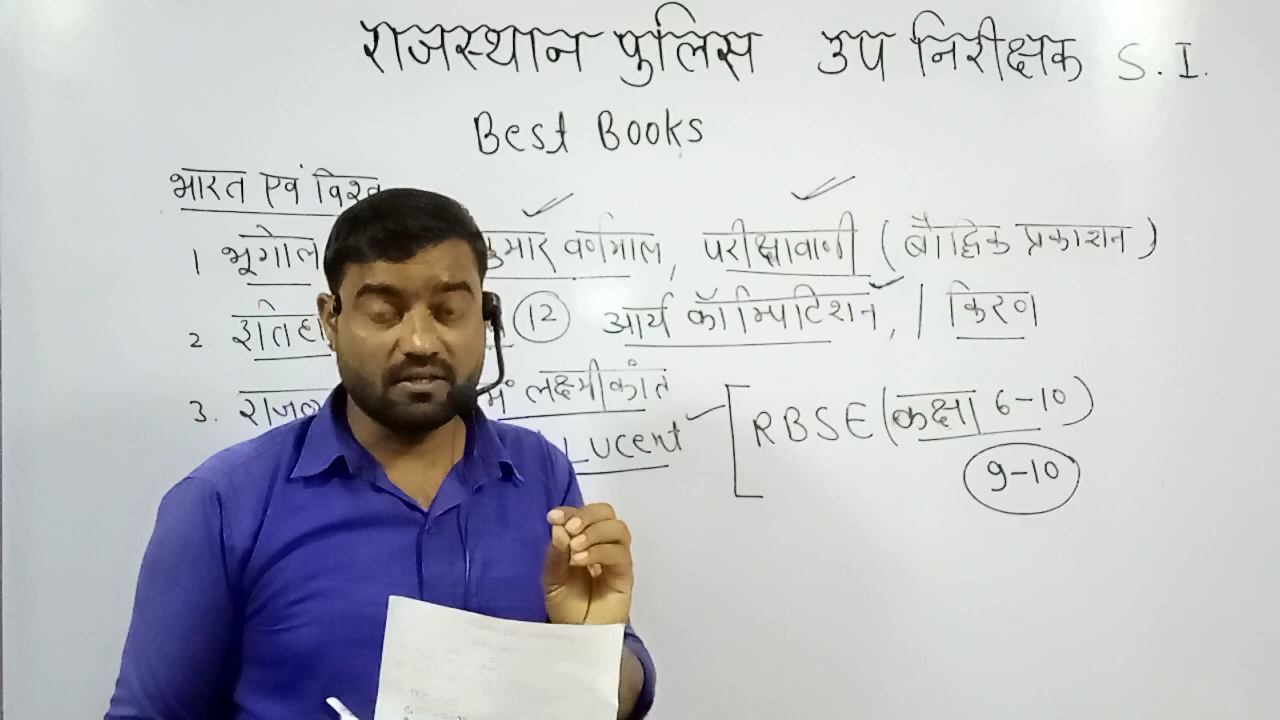 राजस्थान पुलिस उप निरीक्षक S. I.
Best Books
भारत एवं विश्व
1 भूगोल कुमार वर्णमाल, परीक्षावाणी (बौद्धिक प्रकाशन)
2 12 आर्य कॉम्पिटिशन, / किरण
3. लक्ष्मीकांत
Lucent RBSE (कक्षा 6-10)
9-10